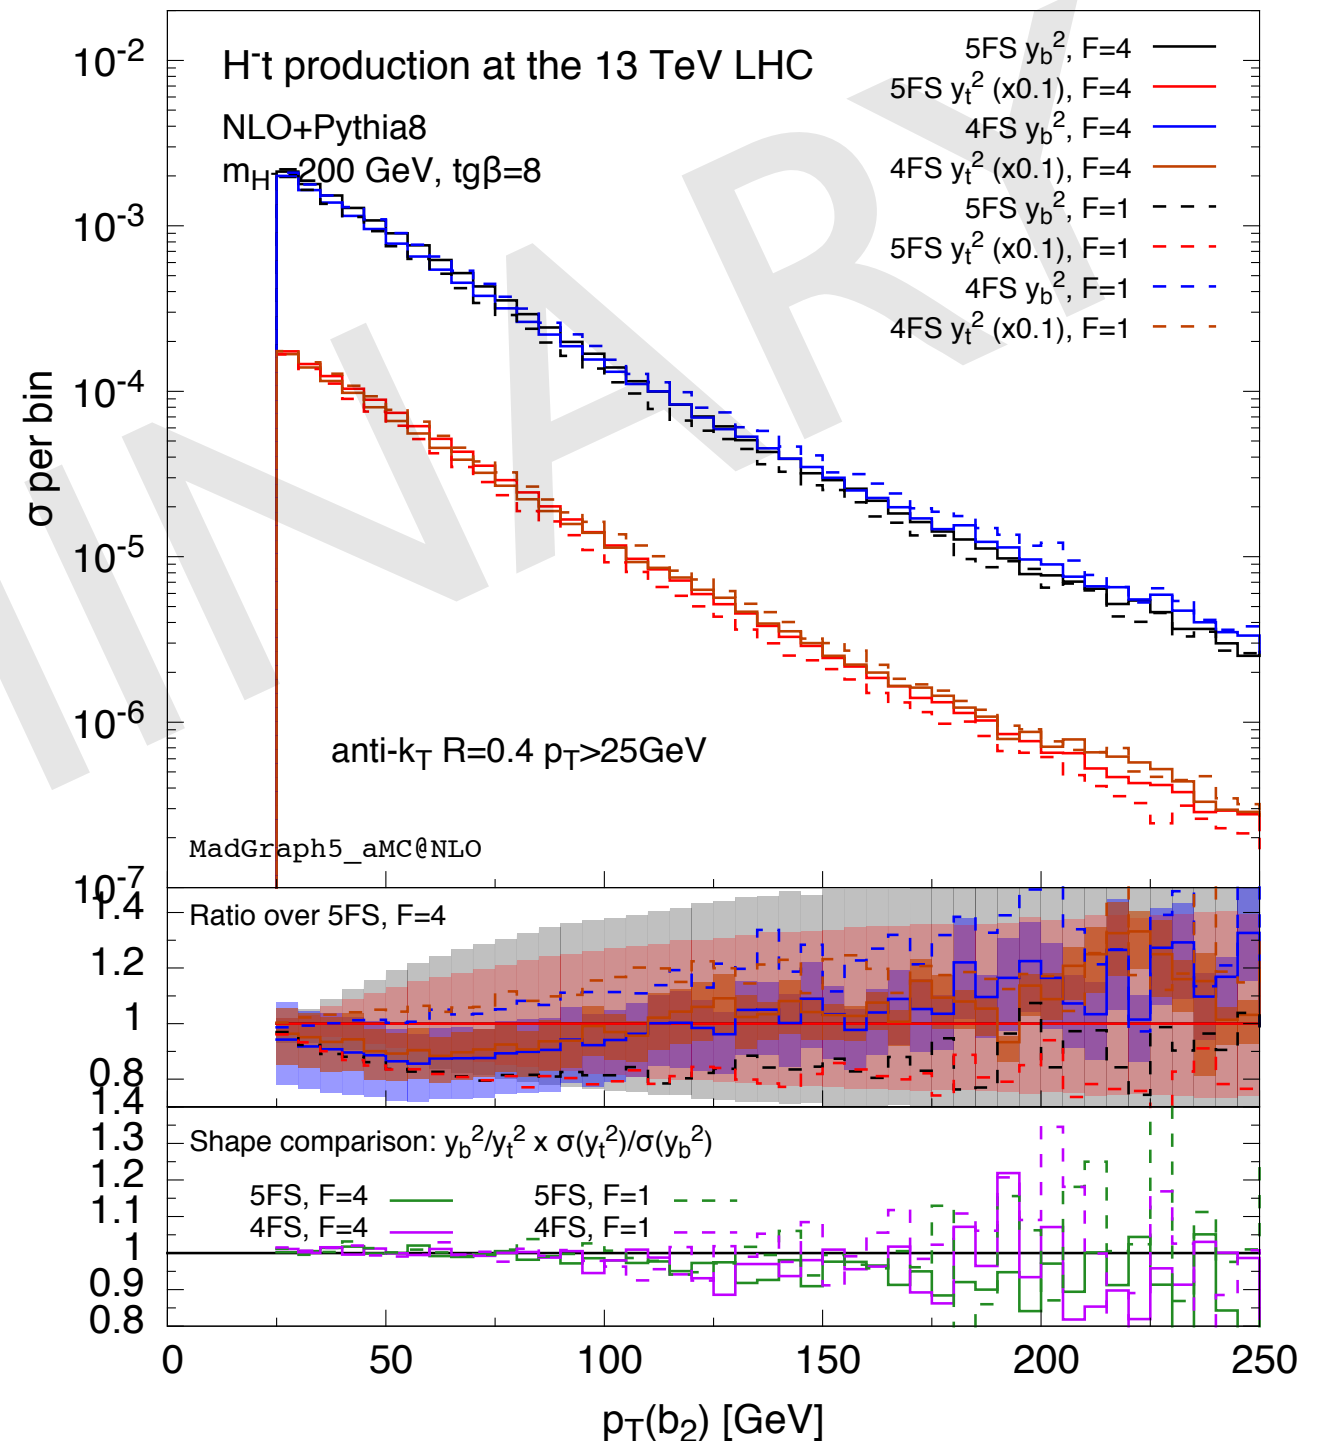 H⁻t production at the 13 TeV LHC
NLO+Pythia8
m_H-=200 GeV, tgβ=8
5FS y_b², F=4
5FS y_t² (x0.1), F=4
4FS y_b², F=4
4FS y_t² (x0.1), F=4
5FS y_b², F=1
5FS y_t² (x0.1), F=1
4FS y_b², F=1
4FS y_t² (x0.1), F=1
10⁻²
10⁻³
10⁻⁴
10⁻⁵
10⁻⁶
10⁻⁷
σ per bin
anti-k_T R=0.4 p_T>25GeV
MadGraph5_aMC@NLO
INARY
Ratio over 5FS, F=4
1.4
1.2
1
0.8
Shape comparison: y_b²/y_t² x σ(y_t²)/σ(y_b²)
5FS, F=4
5FS, F=1
4FS, F=4
4FS, F=1
1.4
1.3
1.2
1.1
1
0.9
0.8
0 50 100 150 200 250
p_T(b₂) [GeV]